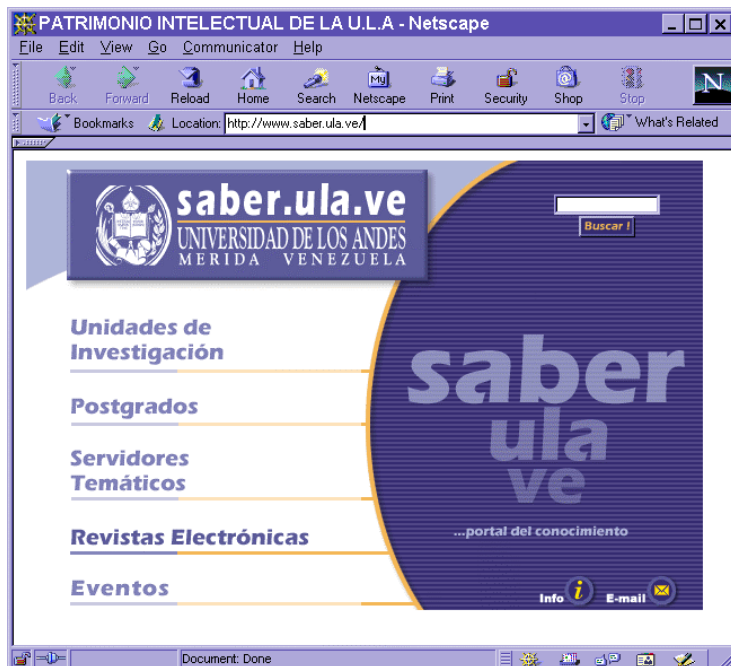 PATRIMONIO INTELECTUAL DE LA U.L.A - Netscape
File Edit View Go Communicator Help
Back Forward Reload Home Search Netscape Print Security Shop Stop
My
N
Bookmarks Location: http://www.saber.ula.ve/ What's Related
saber.ula.ve
UNIVERSIDAD DE LOS ANDES
MERIDA VENEZUELA
Buscar !
Unidades de
Investigación
Postgrados
Servidores
Temáticos
Revistas Electrónicas
Eventos
saber
ula
ve
...portal del conocimiento
Info i E-mail
Document: Done